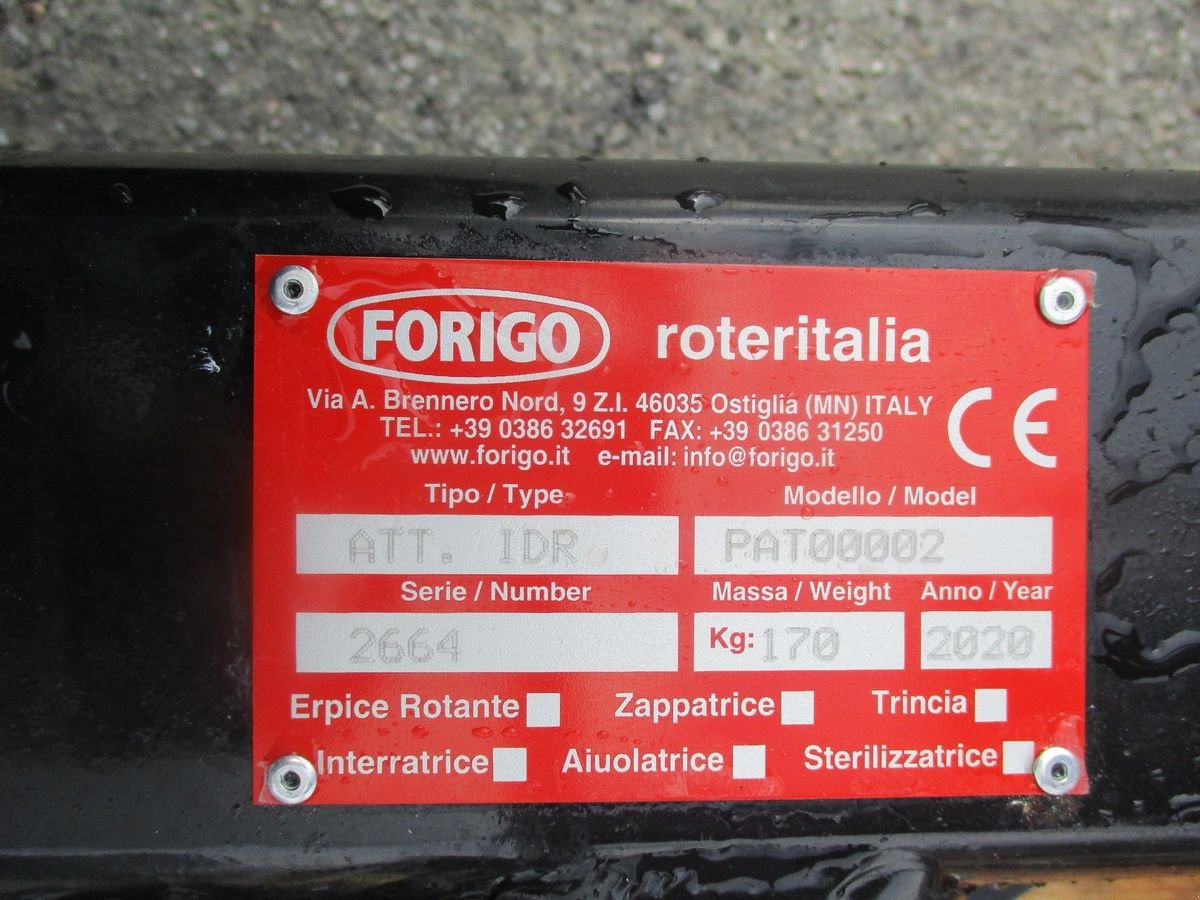 FORIGO roteritalia
Via A. Brennero Nord, 9 Z.I. 46035 Ostiglia (MN) ITALY
TEL.: +39 0386 32691 FAX: +39 0386 31250
www.forigo.it e-mail: info@forigo.it
CE
Tipo / Type Modello / Model
ATT. IDR. PAT00002
Serie / Number Massa / Weight Anno / Year
2664 Kg: 170 2020
Erpice Rotante Zappatrice Trincia
Interratrice Aiuolatrice Sterilizzatrice